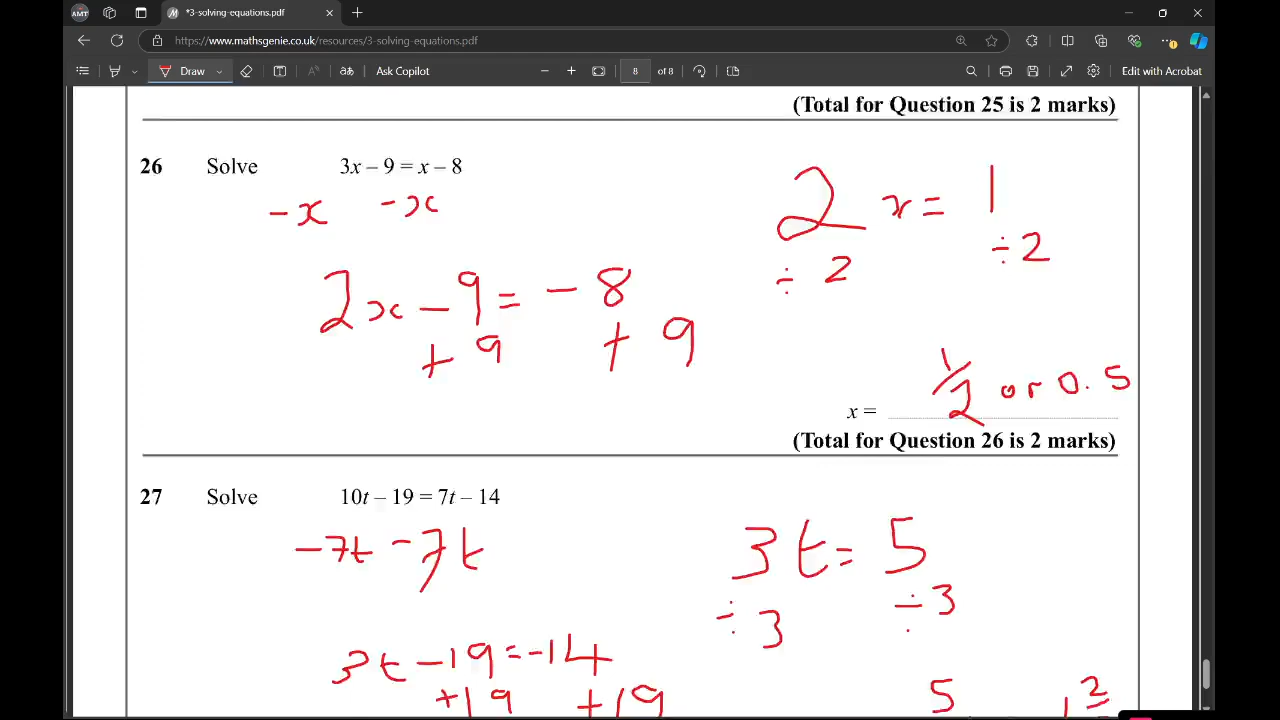 AMT
*3-solving-equations.pdf
https://www.mathsgenie.co.uk/resources/3-solving-equations.pdf
Draw
Ask Copilot
8
of 8
Edit with Acrobat
(Total for Question 25 is 2 marks)
26 Solve 3x – 9 = x – 8
-x -x
2x - 9 = - 8
+ 9 + 9
2x = 1
÷ 2 ÷2
x = 1/2 or 0.5
(Total for Question 26 is 2 marks)
27 Solve 10t – 19 = 7t – 14
-7t -7t
3t -19 = -14
+19 +19
3t = 5
÷3 ÷3
5
2